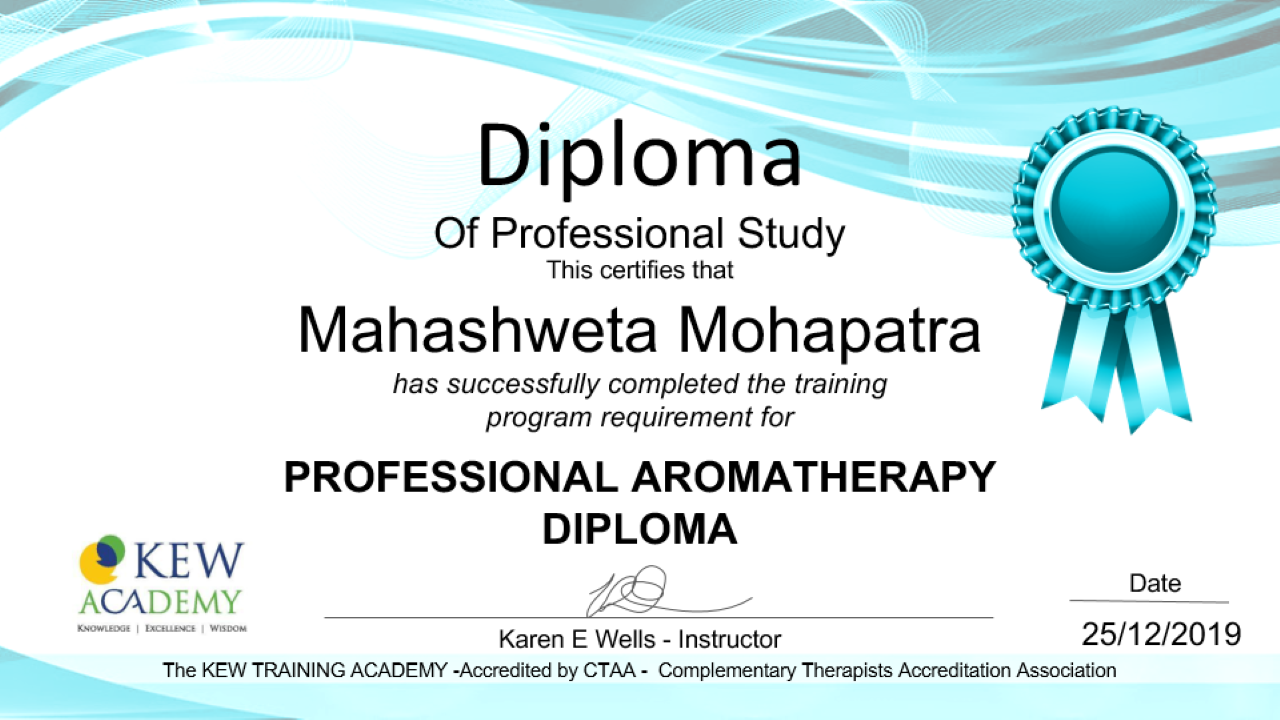 Diploma
Of Professional Study
This certifies that
Mahashweta Mohapatra
has successfully completed the training
program requirement for
PROFESSIONAL AROMATHERAPY
DIPLOMA
KEW
ACADEMY
KNOWLEDGE | EXCELLENCE | WISDOM
Karen E Wells - Instructor
Date
25/12/2019
The KEW TRAINING ACADEMY -Accredited by CTAA - Complementary Therapists Accreditation Association